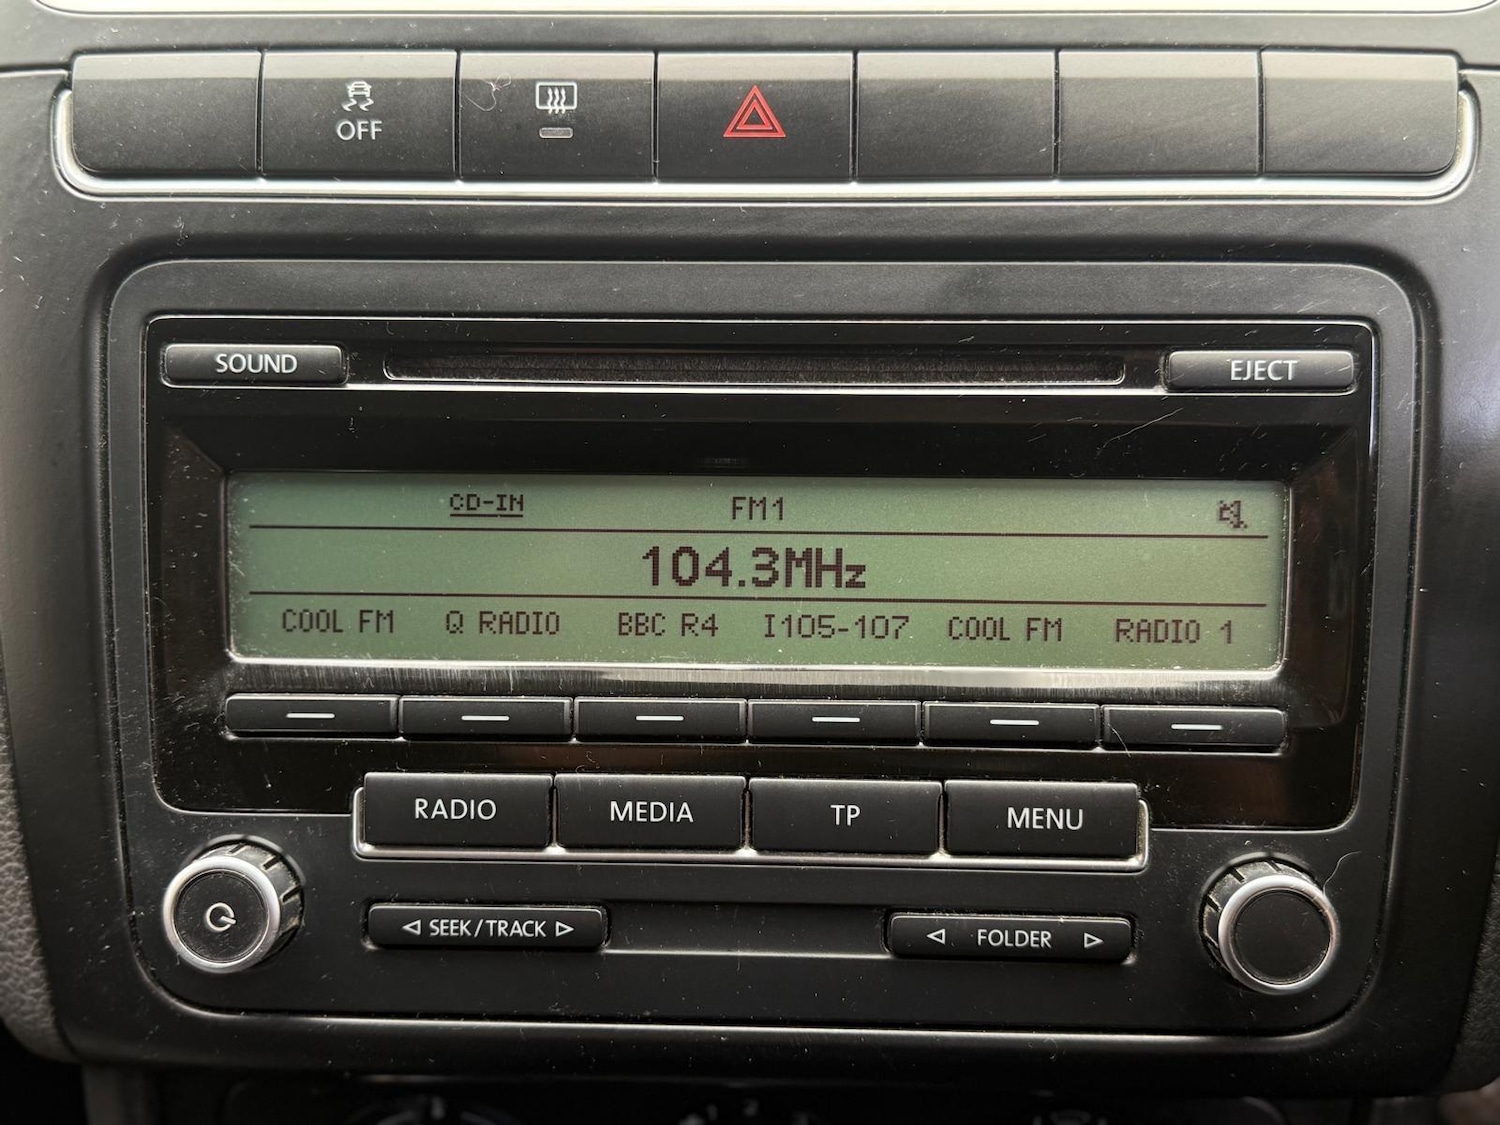 OFF
SOUND EJECT
CD-IN FM1
104.3MHz
COOL FM Q RADIO BBC R4 I105-107 COOL FM RADIO 1
RADIO MEDIA TP MENU
SEEK/TRACK FOLDER